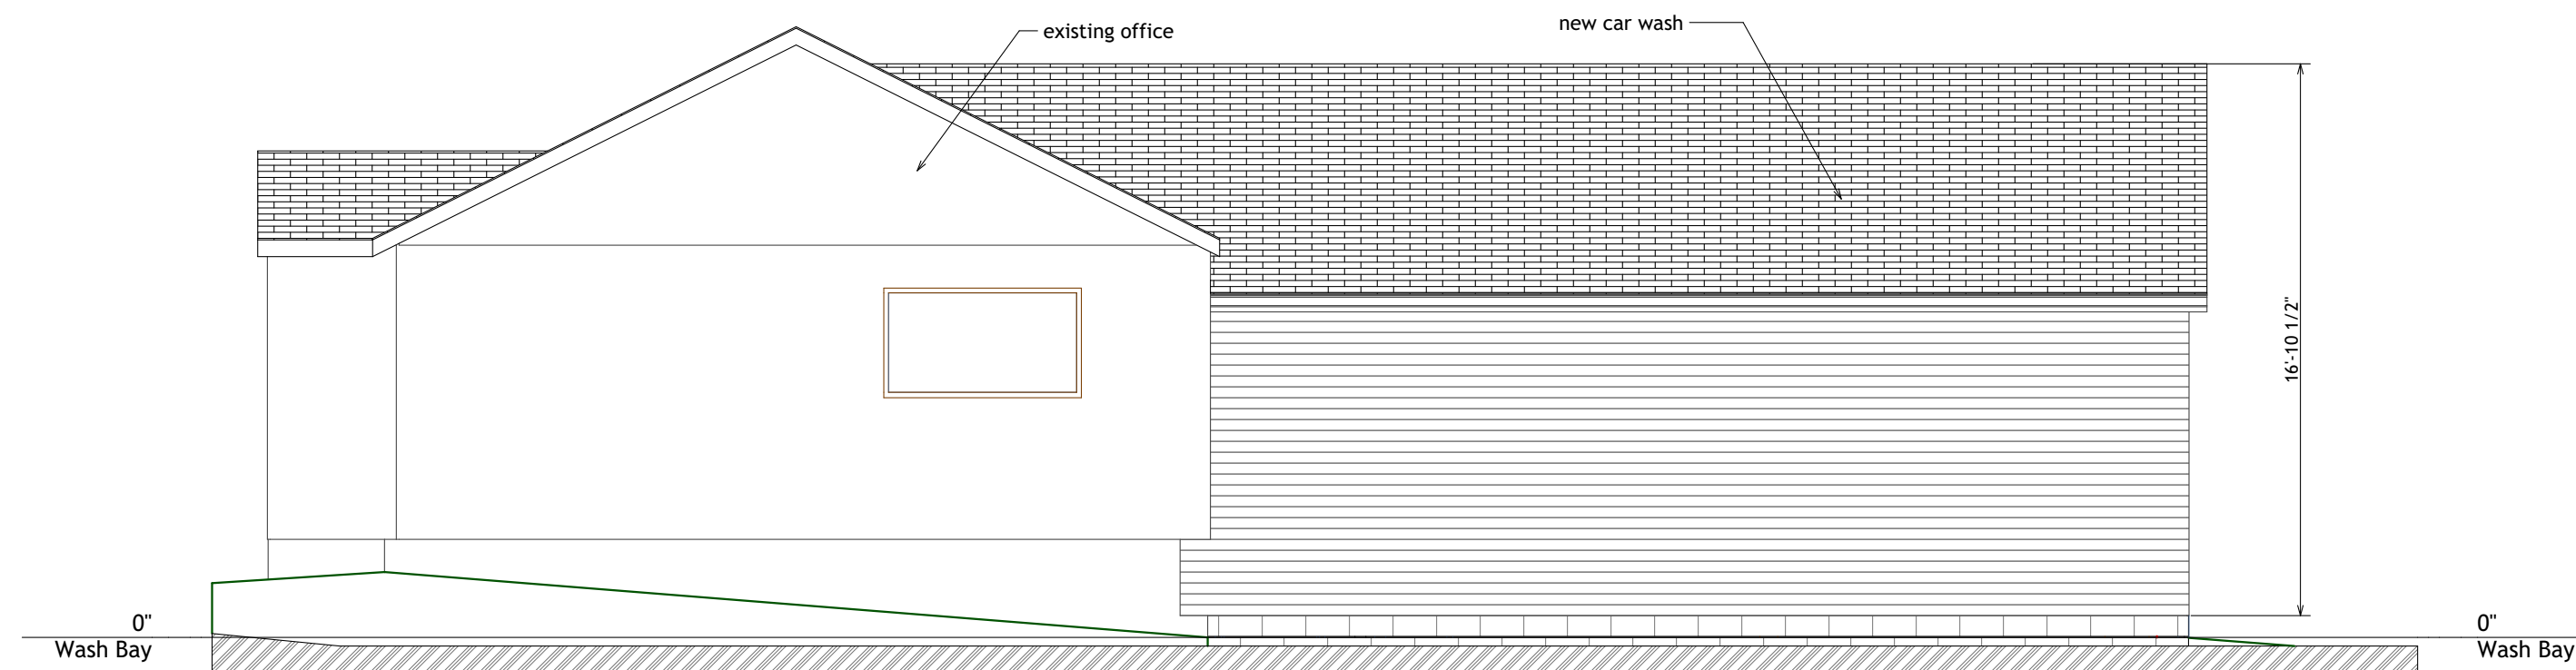 new car wash
existing office
16'-10 1/2"
0"
Wash Bay
0"
Wash Bay